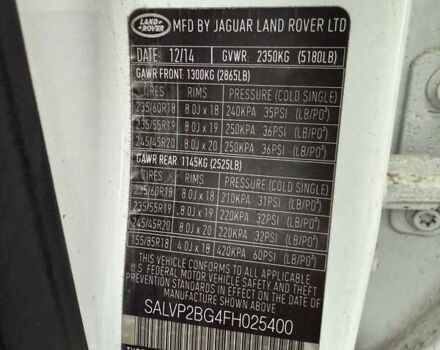 LAND ROVER MFD BY JAGUAR LAND ROVER LTD
DATE: 12/14 GVWR: 2350KG (5180LB)
GAWR FRONT: 1300KG (2865LB)
TIRES RIMS PRESSURE (COLD SINGLE)
235/60R18 8.0J x 18 240KPA 35PSI (LB/PO²)
235/55R19 8.0J x 19 250KPA 36PSI (LB/PO²)
245/45R20 8.0J x 20 250KPA 36PSI (LB/PO²)
GAWR REAR: 1145KG (2525LB)
TIRES RIMS PRESSURE (COLD SINGLE)
235/60R18 8.0J x 18 210KPA 31PSI (LB/PO²)
235/55R19 8.0J x 19 220KPA 32PSI (LB/PO²)
245/45R20 8.0J x 20 220KPA 32PSI (LB/PO²)
155/85R18 4.0J x 18 420KPA 60PSI (LB/PO²)
THIS VEHICLE CONFORMS TO ALL APPLICABLE
U.S. FEDERAL MOTOR VEHICLE SAFETY AND THEFT
PREVENTION STANDARDS IN EFFECT ON THE DATE OF
MANUFACTURE SHOWN ABOVE.
SALVP2BG4FH025400